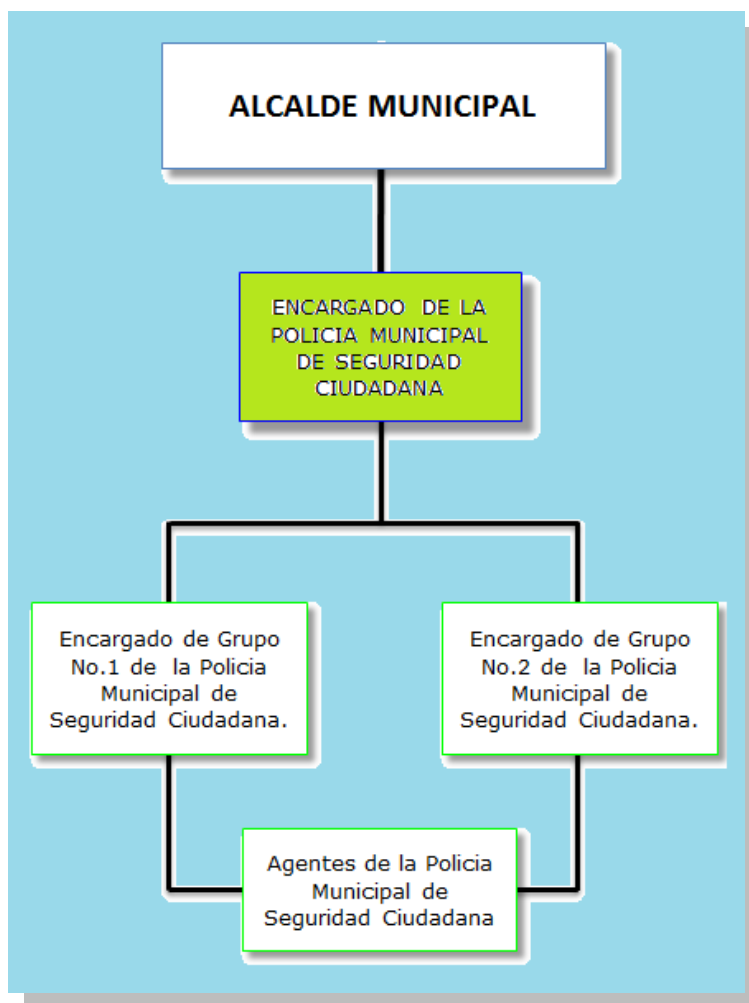 ALCALDE MUNICIPAL
ENCARGADO DE LA
POLICIA MUNICIPAL
DE SEGURIDAD
CIUDADANA
Encargado de Grupo
No.1 de la Policia
Municipal de
Seguridad Ciudadana.
Encargado de Grupo
No.2 de la Policia
Municipal de
Seguridad Ciudadana.
Agentes de la Policia
Municipal de
Seguridad Ciudadana